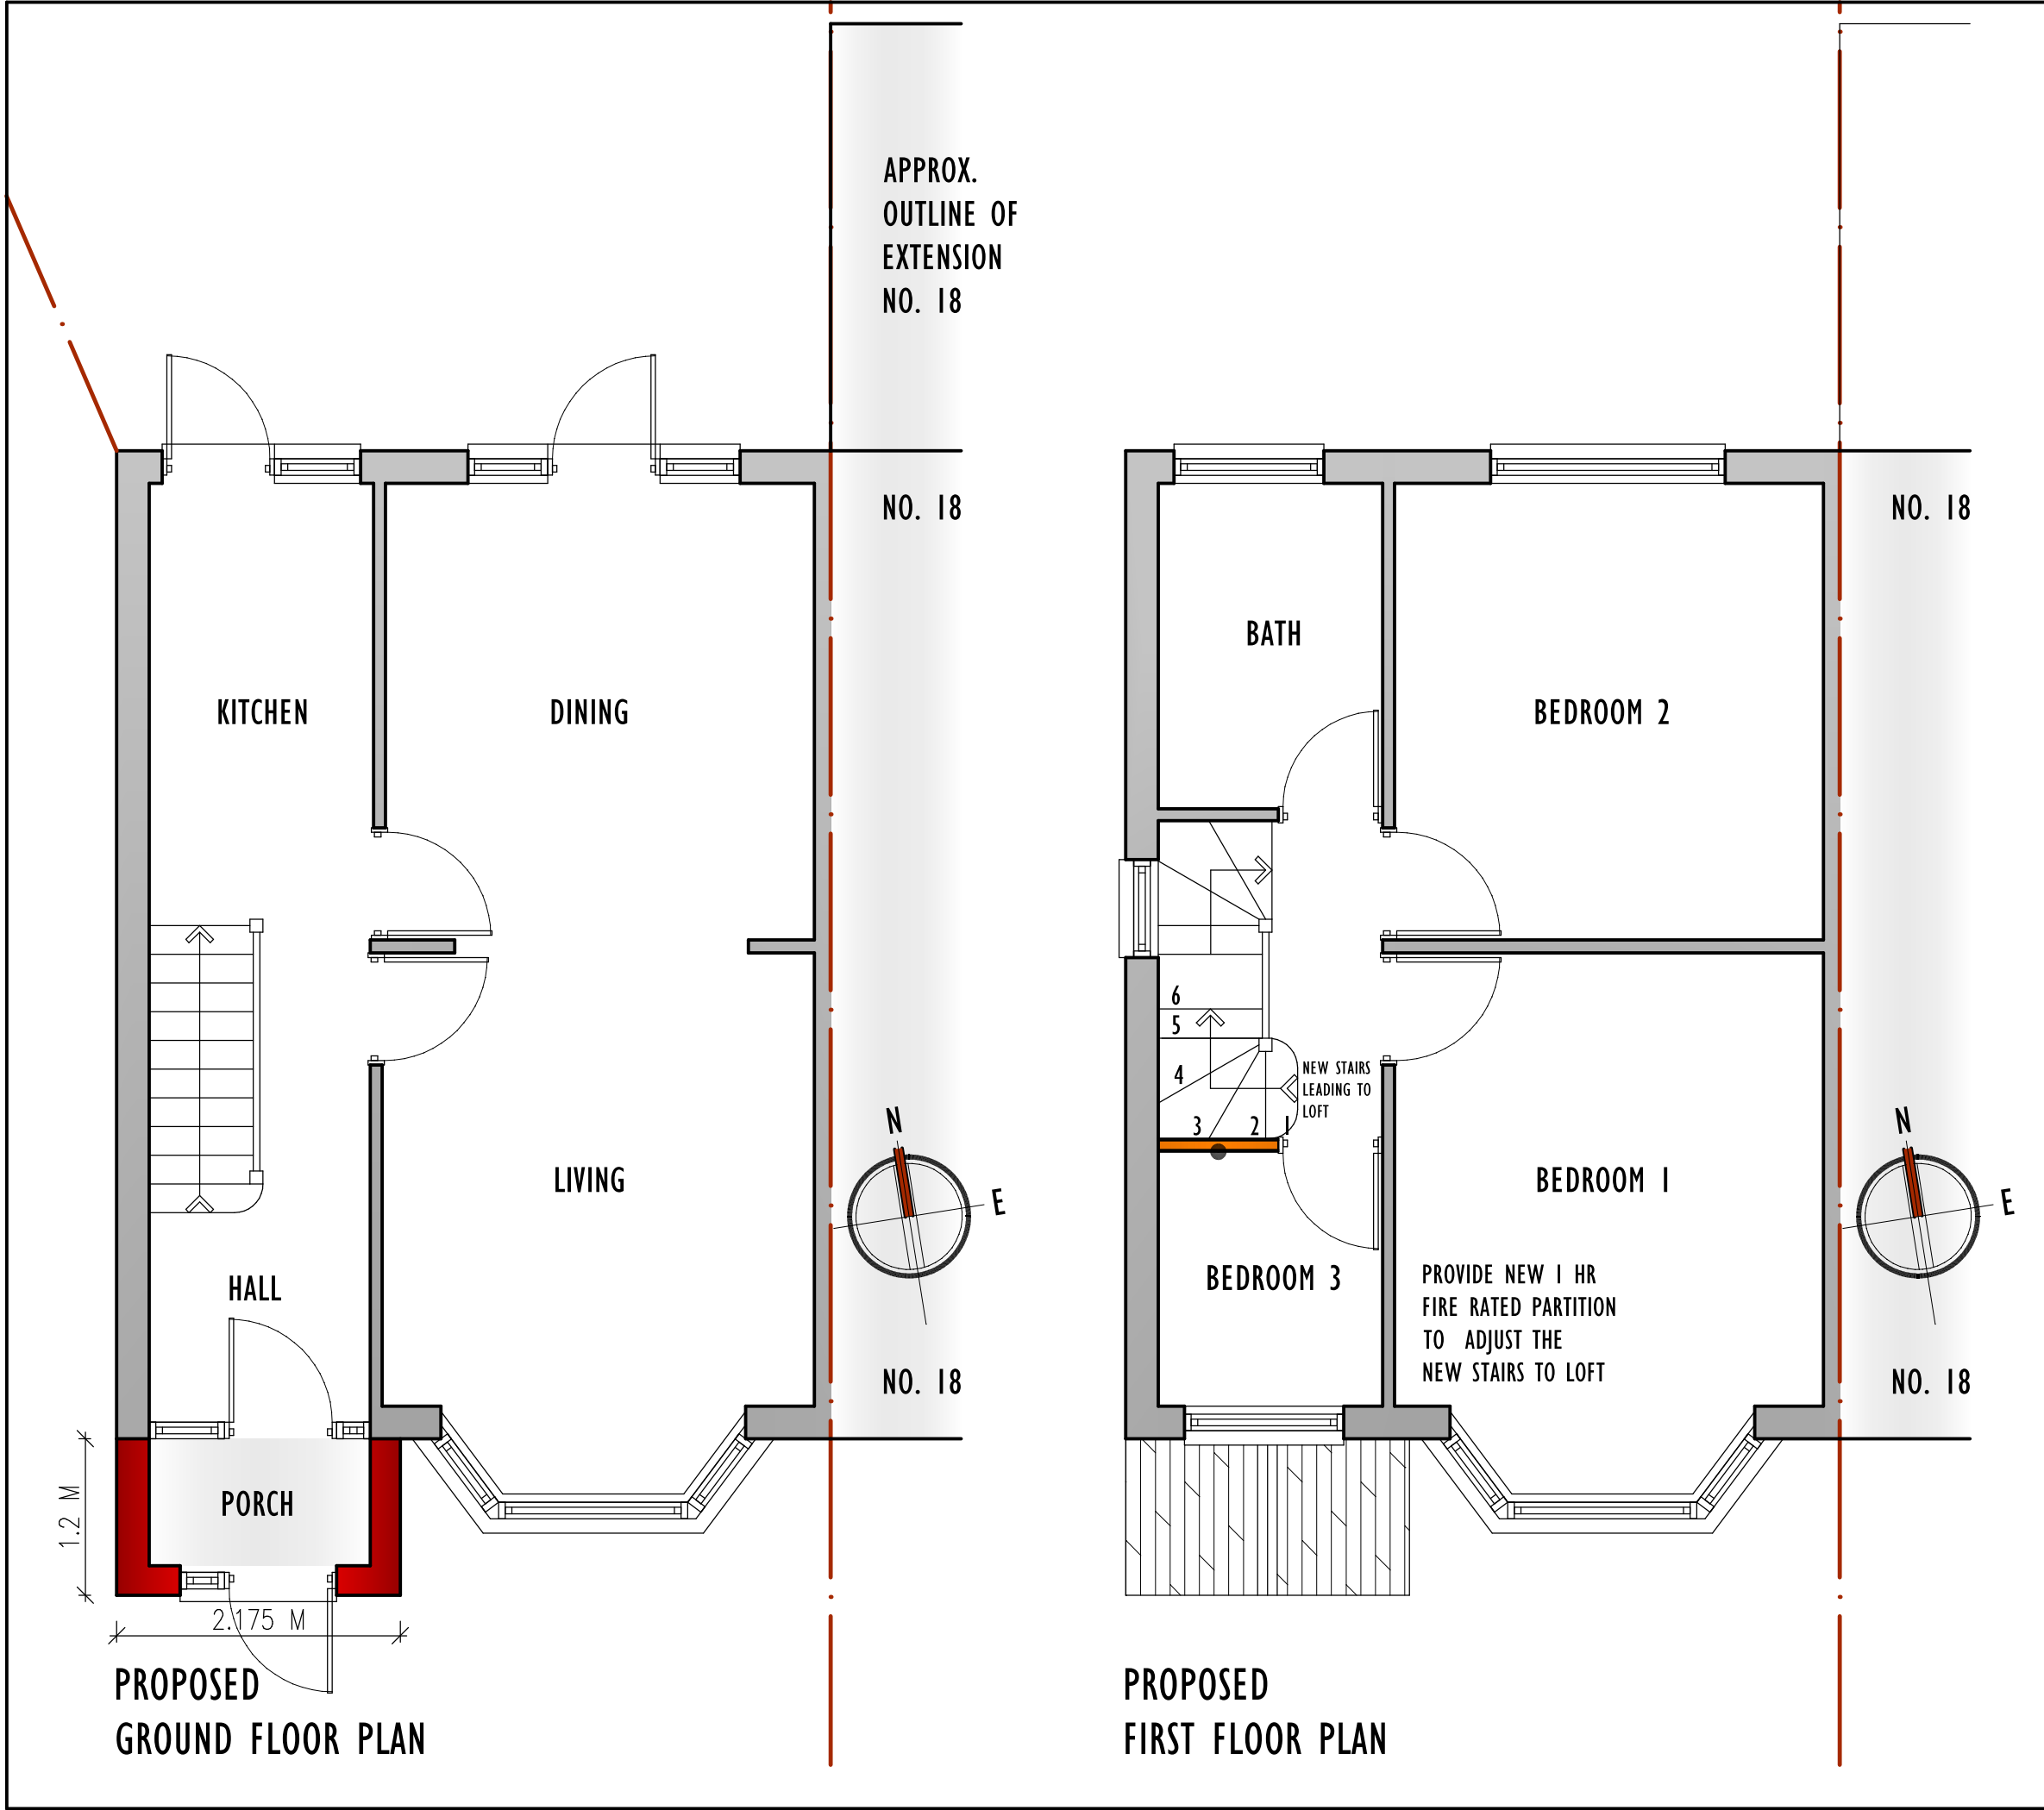 APPROX.
OUTLINE OF
EXTENSION
NO. 18
NO. 18
KITCHEN
DINING
LIVING
HALL
N
E
NO. 18
PORCH
1.2 M
2.175 M
PROPOSED
GROUND FLOOR PLAN
NO. 18
BATH
BEDROOM 2
6
5
4
3
2
1
NEW STAIRS
LEADING TO
LOFT
BEDROOM 1
BEDROOM 3
PROVIDE NEW 1 HR
FIRE RATED PARTITION
TO ADJUST THE
NEW STAIRS TO LOFT
N
E
NO. 18
PROPOSED
FIRST FLOOR PLAN